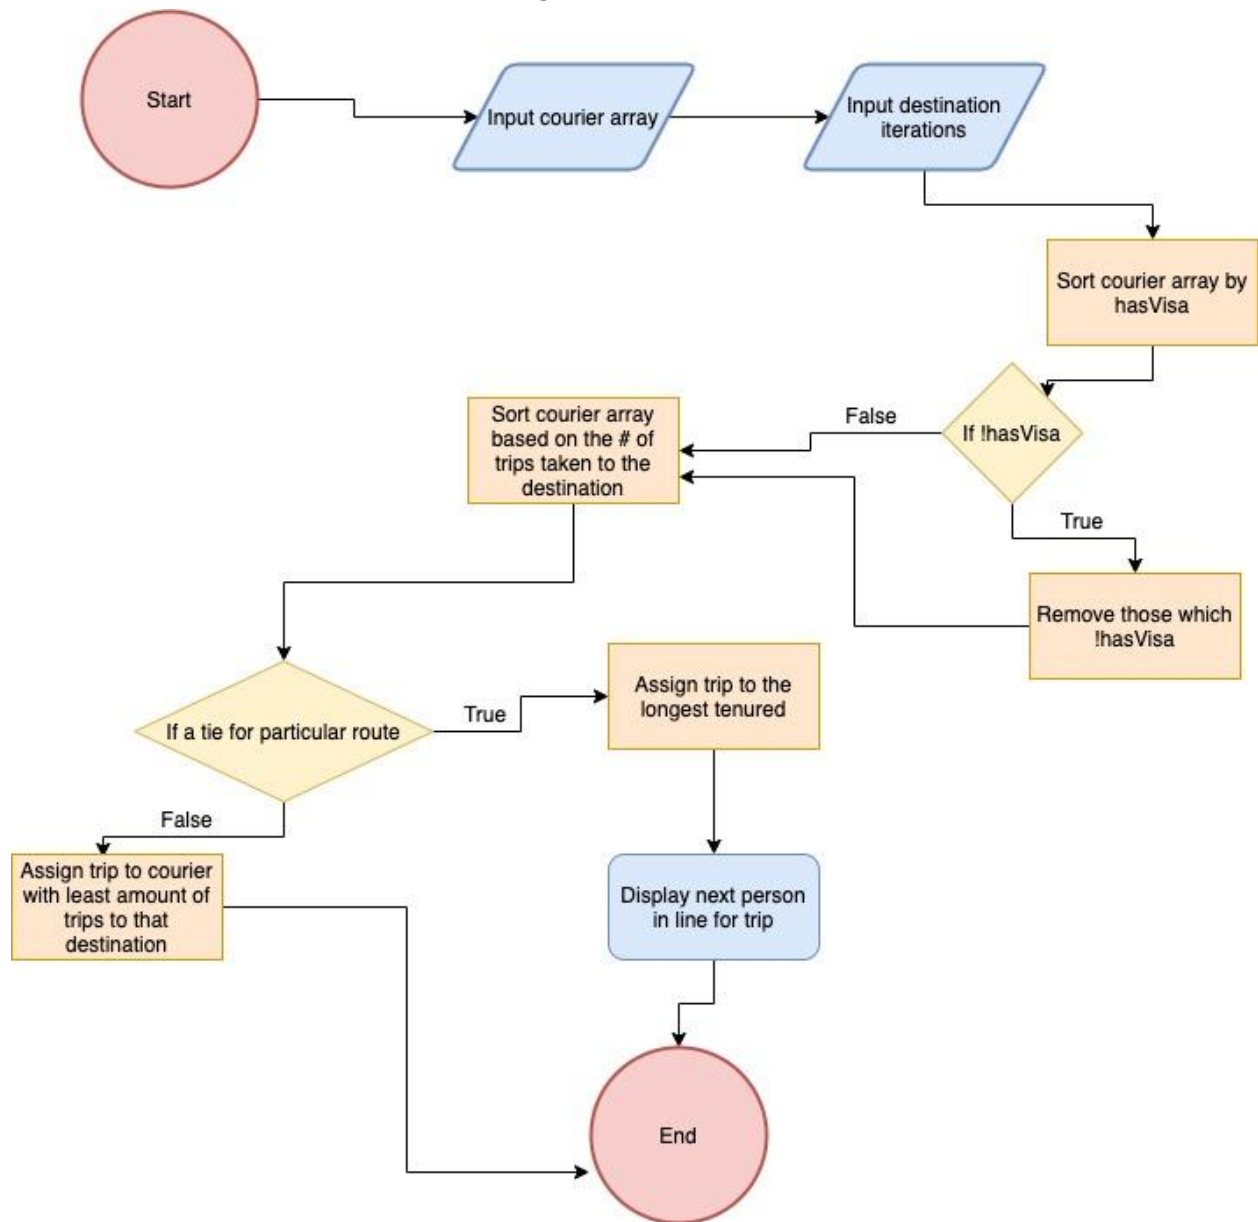 Start
Input courier array
Input destination
iterations
Sort courier array by
hasVisa
If !hasVisa
False
True
Sort courier array
based on the # of
trips taken to the
destination
Remove those which
!hasVisa
If a tie for particular route
True
False
Assign trip to the
longest tenured
Assign trip to courier
with least amount of
trips to that
destination
Display next person
in line for trip
End